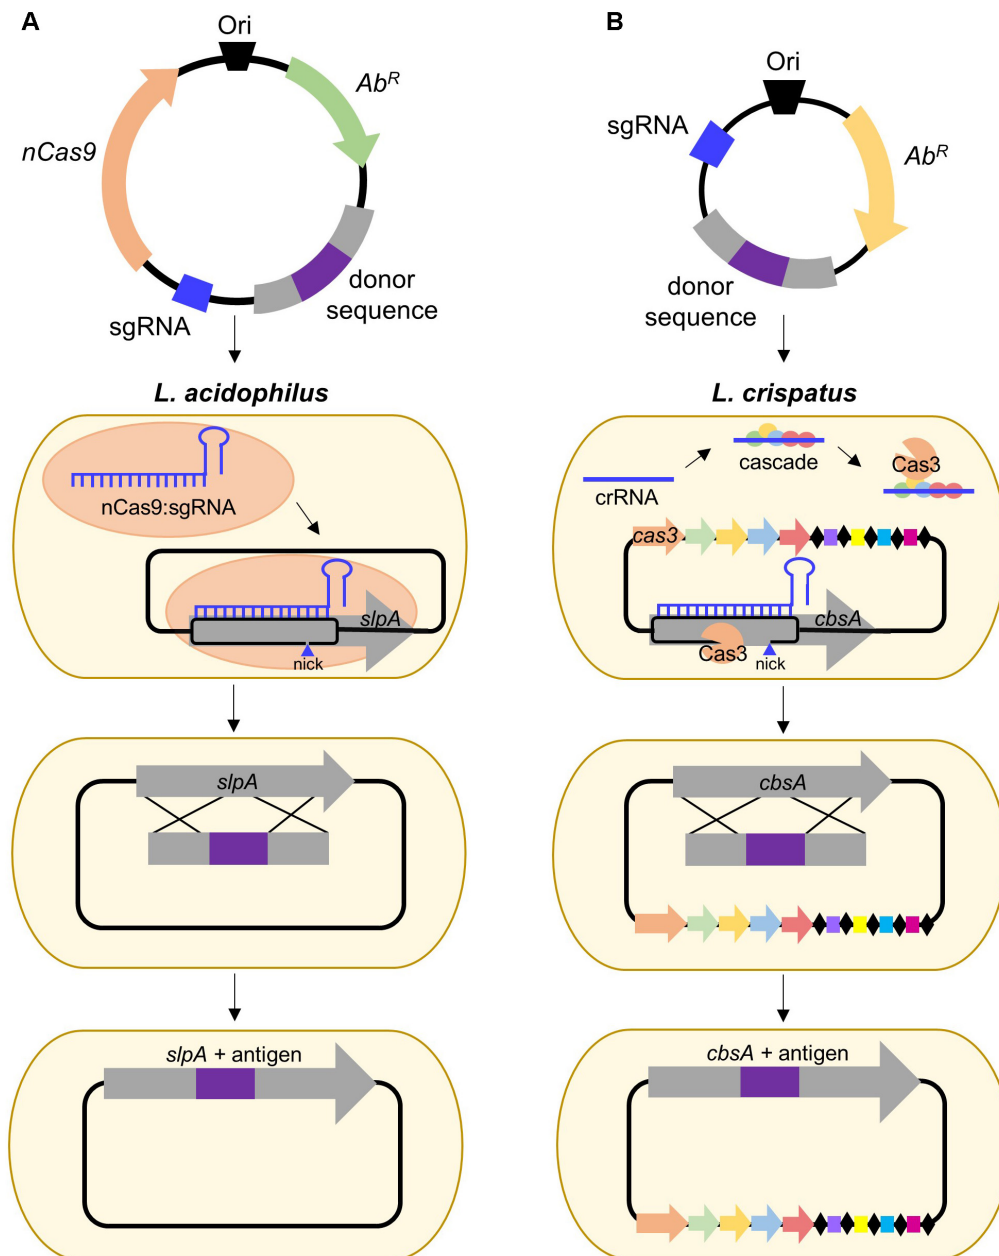 A
Ori
Ab^R
nCas9
donor
sequence
sgRNA
L. acidophilus
nCas9:sgRNA
slpA
nick
slpA
slpA + antigen
B
Ori
sgRNA
Ab^R
donor
sequence
L. crispatus
crRNA
cascade
Cas3
cas3
cbsA
Cas3
nick
cbsA
cbsA + antigen